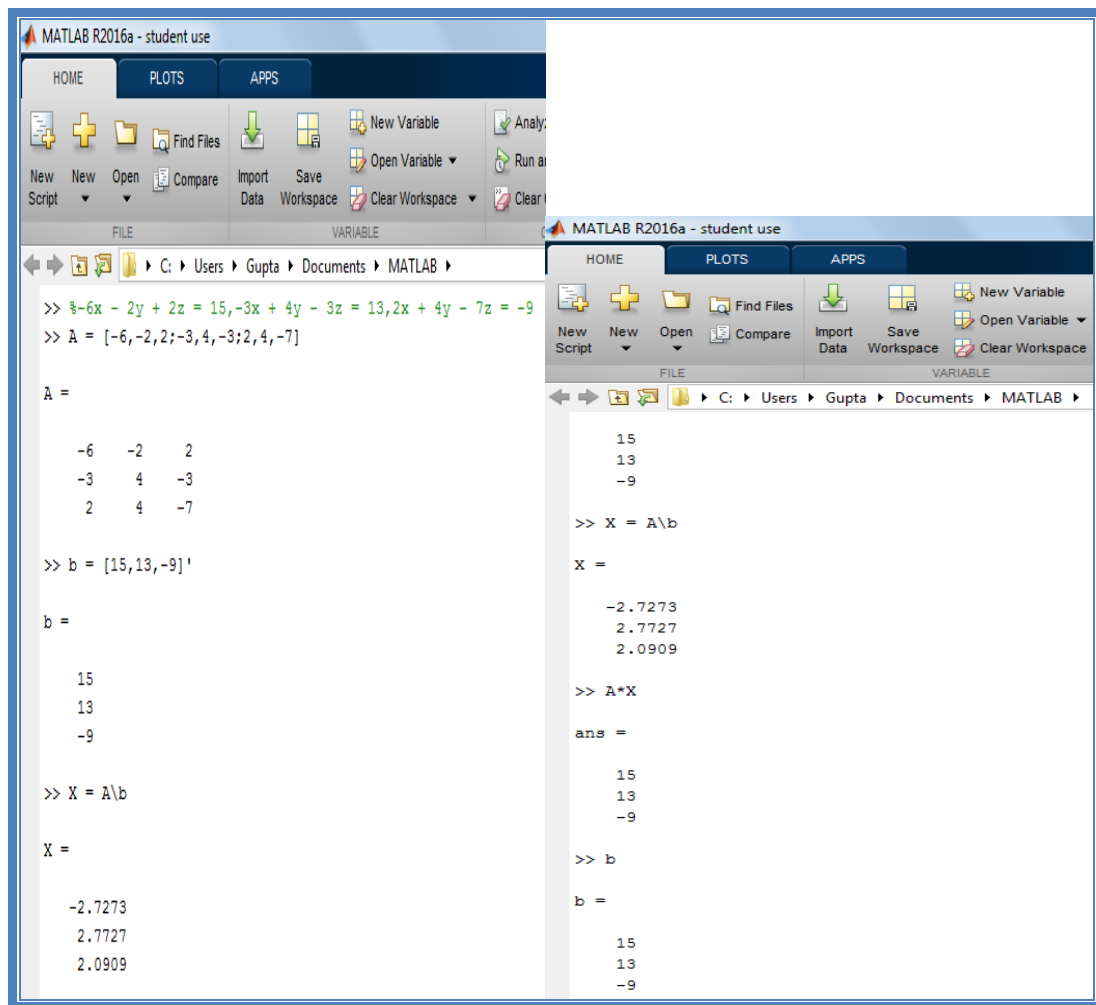 MATLAB R2016a - student use
HOME PLOTS APPS
New Script
New
Open
Find Files
Compare
Import Data
Save Workspace
New Variable
Open Variable
Clear Workspace
Run
Clear
FILE VARIABLE
C: Users Gupta Documents MATLAB
>> %-6x - 2y + 2z = 15,-3x + 4y - 3z = 13,2x + 4y - 7z = -9
>> A = [-6,-2,2;-3,4,-3;2,4,-7]
A =
-6 -2 2
-3 4 -3
2 4 -7
>> b = [15,13,-9]'
b =
15
13
-9
>> X = A\b
X =
-2.7273
2.7727
2.0909
MATLAB R2016a - student use
HOME PLOTS APPS
New Script
New
Open
Find Files
Compare
Import Data
Save Workspace
New Variable
Open Variable
Clear Workspace
FILE VARIABLE
C: Users Gupta Documents MATLAB
15
13
-9
>> X = A\b
X =
-2.7273
2.7727
2.0909
>> A*X
ans =
15
13
-9
>> b
b =
15
13
-9